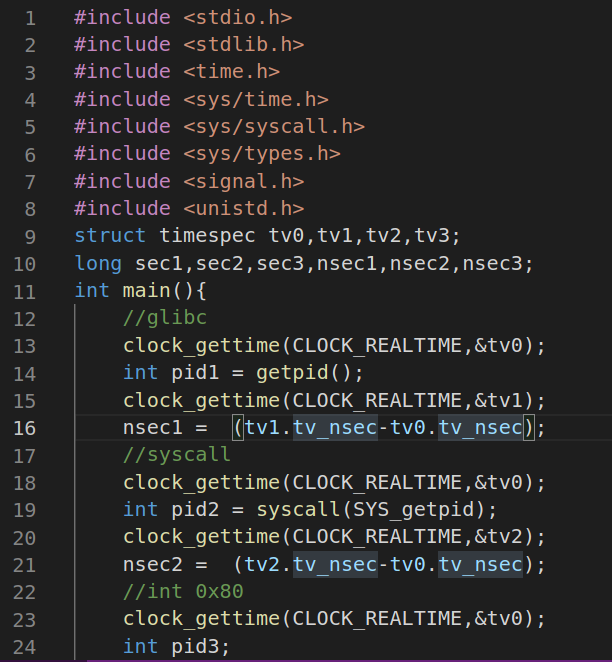 1 #include <stdio.h>
2 #include <stdlib.h>
3 #include <time.h>
4 #include <sys/time.h>
5 #include <sys/syscall.h>
6 #include <sys/types.h>
7 #include <signal.h>
8 #include <unistd.h>
9 struct timespec tv0,tv1,tv2,tv3;
10 long sec1,sec2,sec3,nsec1,nsec2,nsec3;
11 int main(){
12     //glibc
13     clock_gettime(CLOCK_REALTIME,&tv0);
14     int pid1 = getpid();
15     clock_gettime(CLOCK_REALTIME,&tv1);
16     nsec1 =  (tv1.tv_nsec-tv0.tv_nsec);
17     //syscall
18     clock_gettime(CLOCK_REALTIME,&tv0);
19     int pid2 = syscall(SYS_getpid);
20     clock_gettime(CLOCK_REALTIME,&tv2);
21     nsec2 =  (tv2.tv_nsec-tv0.tv_nsec);
22     //int 0x80
23     clock_gettime(CLOCK_REALTIME,&tv0);
24     int pid3;